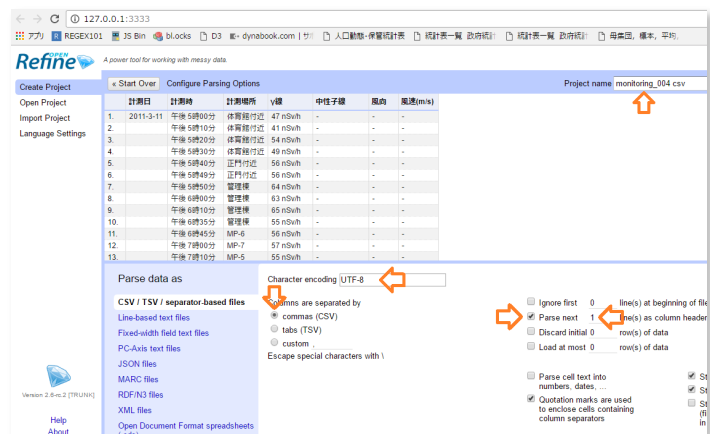 127.0.0.1:3333
アプリ REGEX101 JS Bin bl.ocks D3 dynabook.com | サ 人口動態-保管統計表 統計表一覧 政府統計 統計表一覧 政府統計 母集団, 標本, 平均,
OPEN
Refine A power tool for working with messy data.
Create Project
Open Project
Import Project
Language Settings
« Start Over Configure Parsing Options Project name monitoring_004 csv
計測日 計測時 計測場所 γ線 中性子線 風向 風速(m/s)
1. 2011-3-11 午後 5時00分 体育館付近 47 nSv/h - - -
2. 午後 5時10分 体育館付近 41 nSv/h - - -
3. 午後 5時20分 体育館付近 54 nSv/h - - -
4. 午後 5時30分 体育館付近 49 nSv/h - - -
5. 午後 5時40分 正門付近 56 nSv/h - - -
6. 午後 5時49分 正門付近 56 nSv/h - - -
7. 午後 5時50分 管理棟 64 nSv/h - - -
8. 午後 6時00分 管理棟 63 nSv/h - - -
9. 午後 6時10分 管理棟 65 nSv/h - - -
10. 午後 6時35分 管理棟 55 nSv/h - - -
11. 午後 6時45分 MP-6 56 nSv/h - - -
12. 午後 7時00分 MP-7 57 nSv/h - - -
13. 午後 7時10分 MP-5 55 nSv/h - - -
Parse data as
CSV / TSV / separator-based files
Line-based text files
Fixed-width field text files
PC-Axis text files
JSON files
MARC files
RDF/N3 files
XML files
Open Document Format spreadsheets
(.ods)
Character encoding UTF-8
Columns are separated by
commas (CSV)
tabs (TSV)
custom ,
Escape special characters with \
Ignore first 0 line(s) at beginning of file
Parse next 1 line(s) as column header
Discard initial 0 row(s) of data
Load at most 0 row(s) of data
Parse cell text into
numbers, dates, ...
Quotation marks are used
to enclose cells containing
column separators
St
St
St
(fi
in
Version 2.6-rc.2 [TRUNK]
Help
About